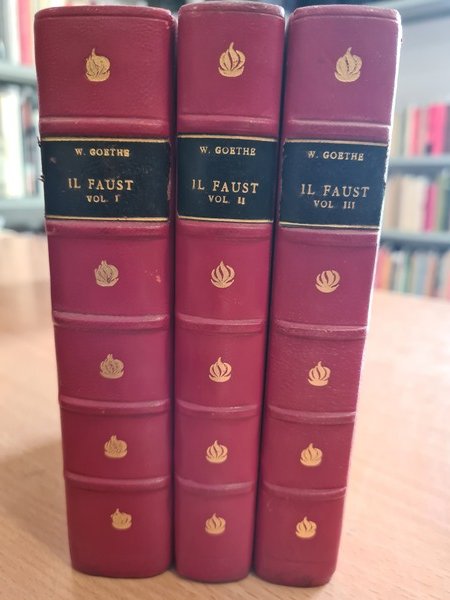 W. GOETHE
IL FAUST
VOL. I
W. GOETHE
IL FAUST
VOL. II
W. GOETHE
IL FAUST
VOL. III